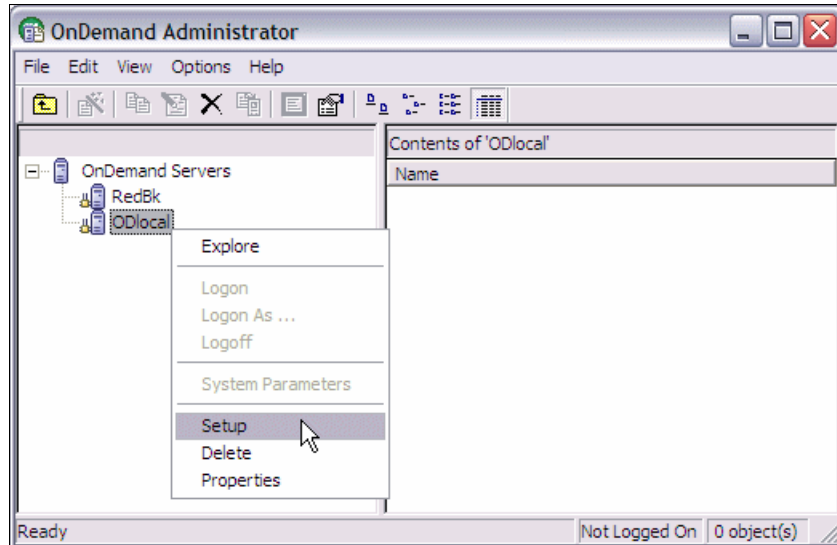 OnDemand Administrator
File Edit View Options Help
Contents of 'ODlocal'
OnDemand Servers
Name
RedBk
ODlocal
Explore
Logon
Logon As ...
Logoff
System Parameters
Setup
Delete
Properties
Ready
Not Logged On
0 object(s)